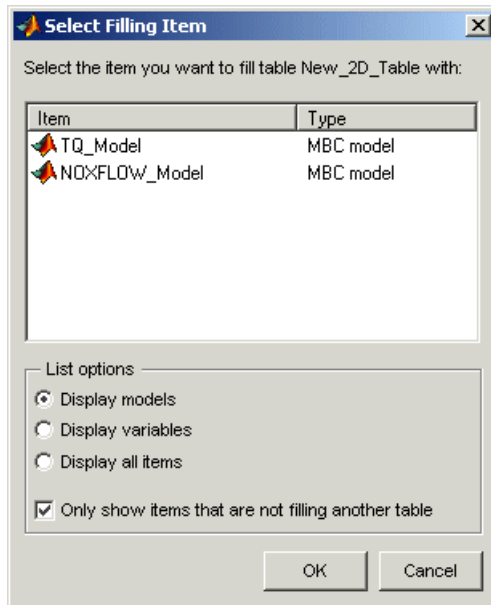 Select Filling Item
Select the item you want to fill table New_2D_Table with:
Item Type
TQ_Model MBC model
NOXFLOW_Model MBC model
List options
Display models
Display variables
Display all items
Only show items that are not filling another table
OK Cancel